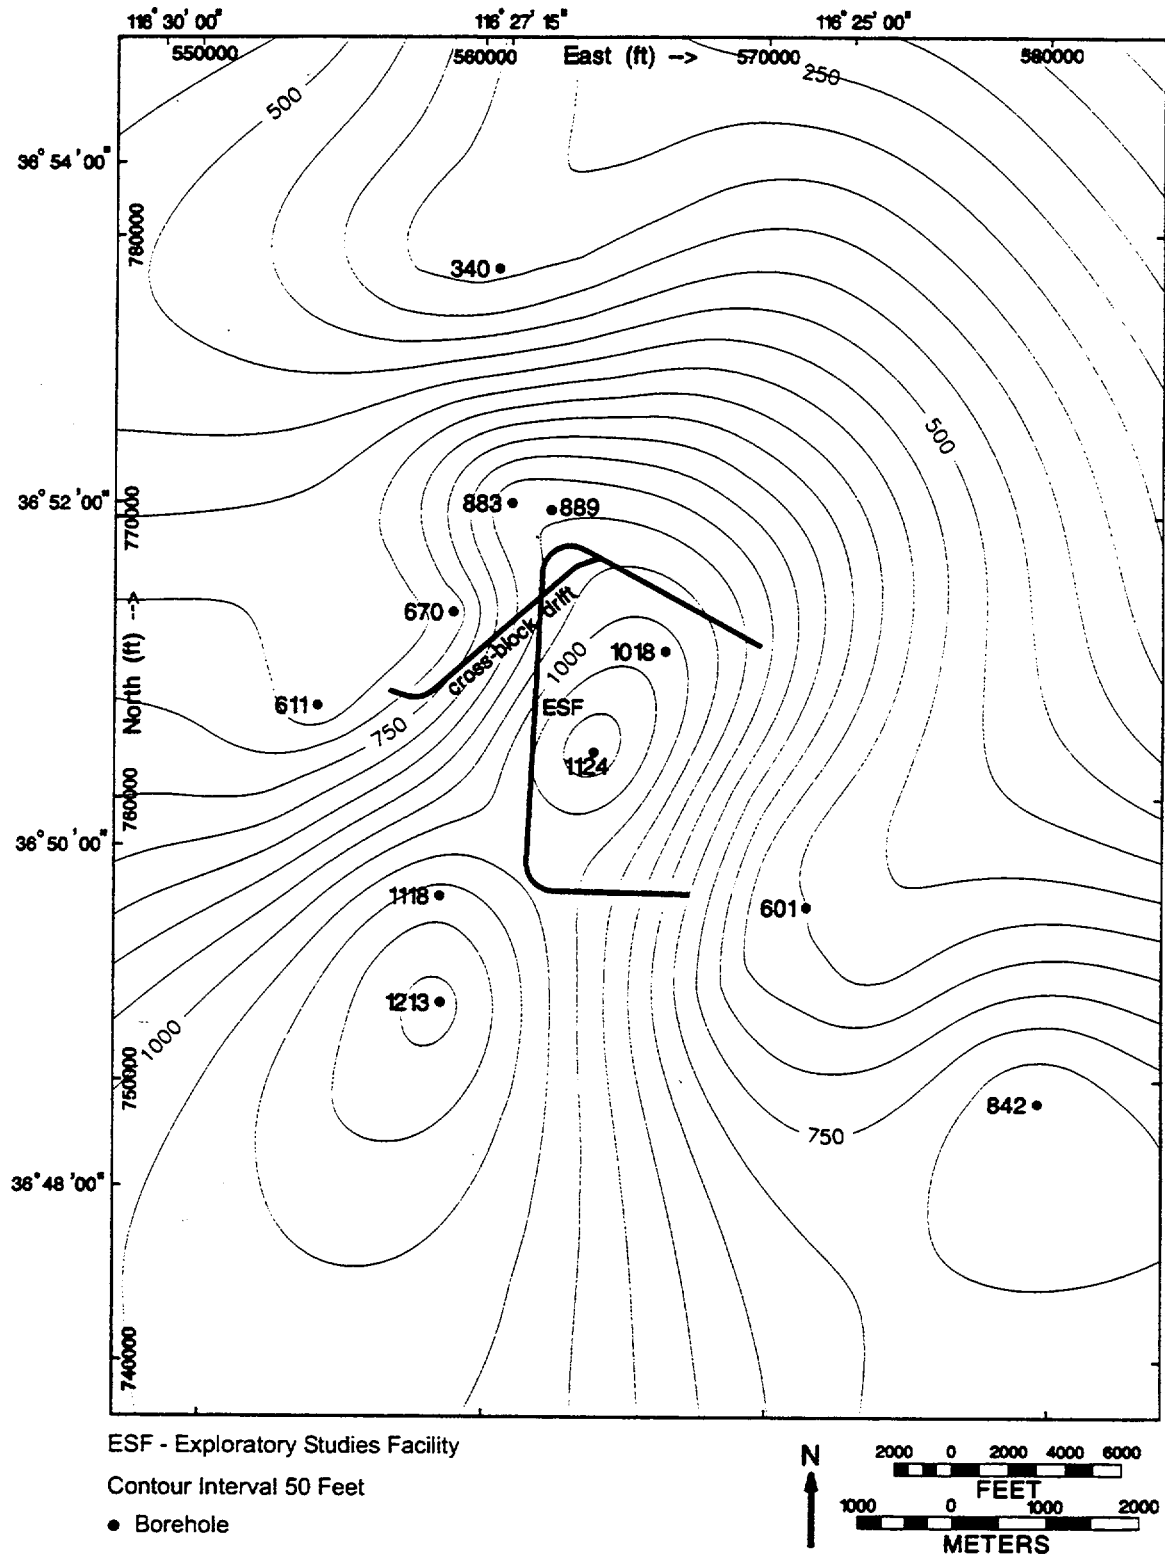 116° 30' 00" 116° 27' 15" 116° 25' 00"
550000 560000 East (ft) --> 570000 580000
250
500
36° 54' 00"
780000
340
500
36° 52' 00"
770000
883 889
670
cross-block drift
1018
1000
North (ft) -->
611
ESF
750
1124
760000
36° 50' 00"
1118
601
1213
1000
750000
842
750
36° 48' 00"
740000
ESF - Exploratory Studies Facility
Contour Interval 50 Feet
Borehole
N
2000 0 2000 4000 6000
FEET
1000 0 1000 2000
METERS